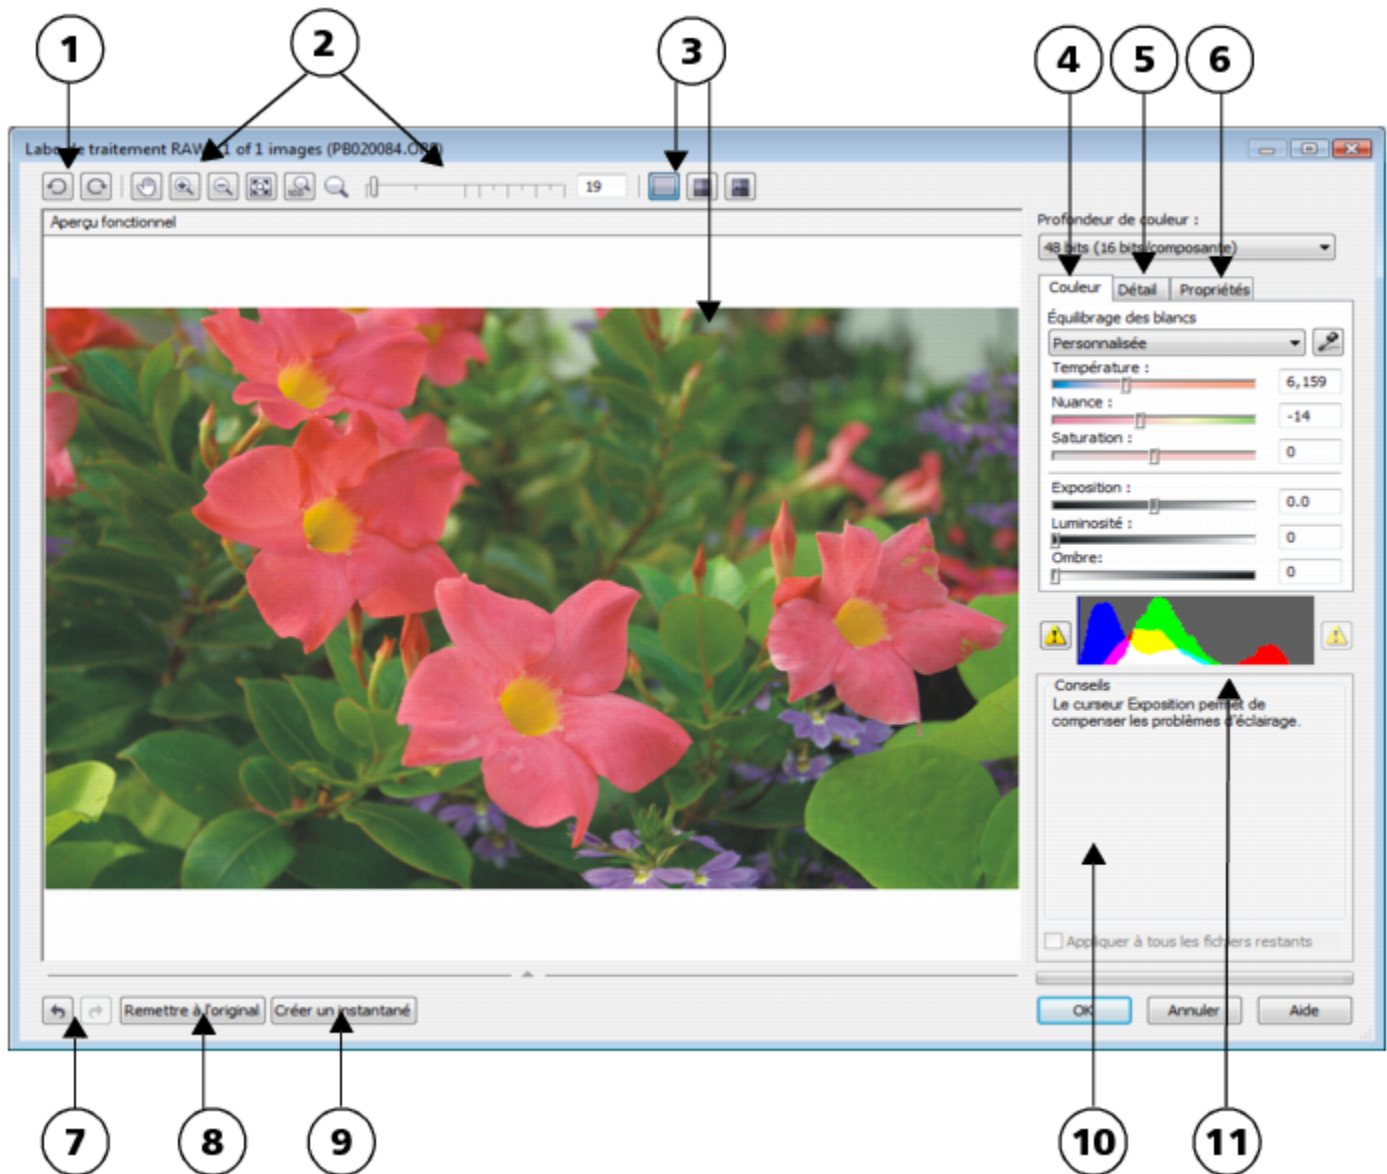 1
2
3
4
5
6
Labo de traitement RAW 1 of 1 images (PB020084.OR
19
Aperçu fonctionnel
Profondeur de couleur :
48 bits (16 bits/composante)
Couleur
Détail
Propriétés
Équilibrage des blancs
Personnalisée
Température :
6,159
Nuance :
-14
Saturation :
0
Exposition :
0.0
Luminosité :
0
Ombre:
0
Conseils
Le curseur Exposition permet de
compenser les problèmes d'éclairage.
Appliquer à tous les fichiers restants
Remettre à l'original
Créer un instantané
OK
Annuler
Aide
7
8
9
10
11